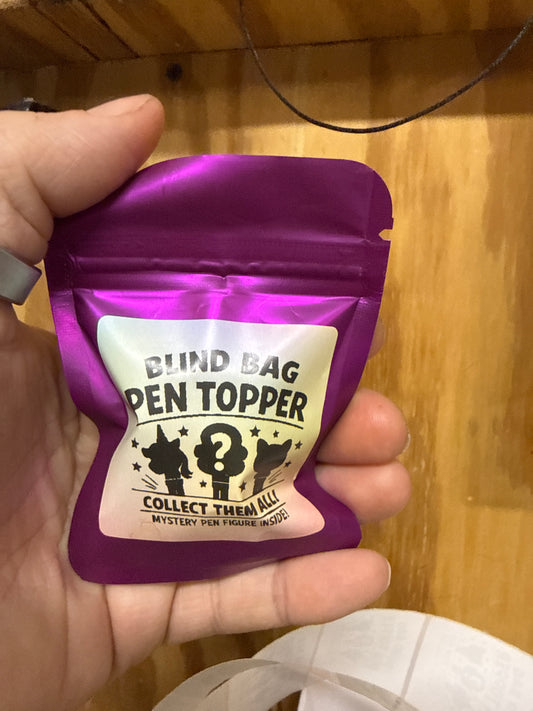 BLIND BAG
PEN TOPPER
?
COLLECT THEM ALL!
MYSTERY PEN FIGURE INSIDE!